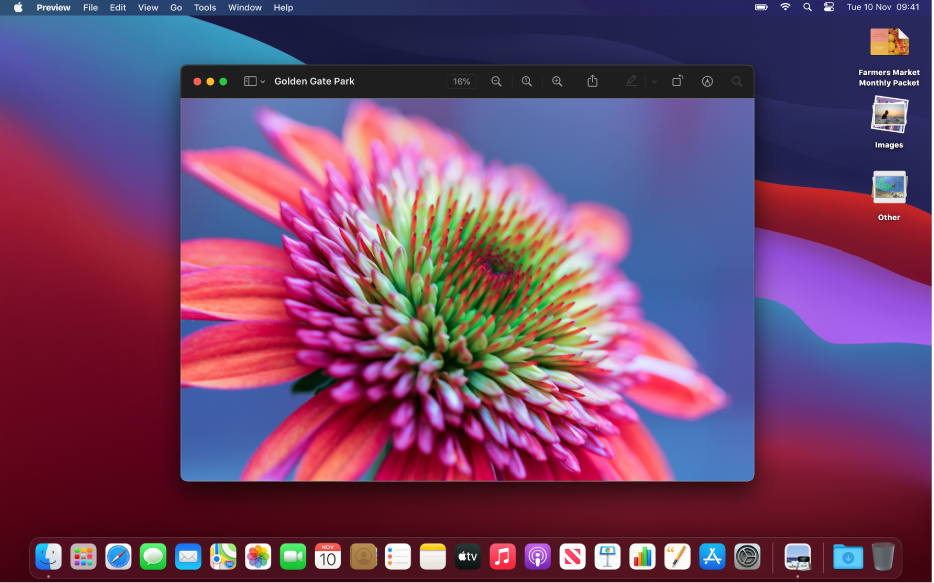 Preview File Edit View Go Tools Window Help
Tue 10 Nov 09:41
Golden Gate Park
16%
Farmers Market
Monthly Packet
Images
Other
NOV
10
tv